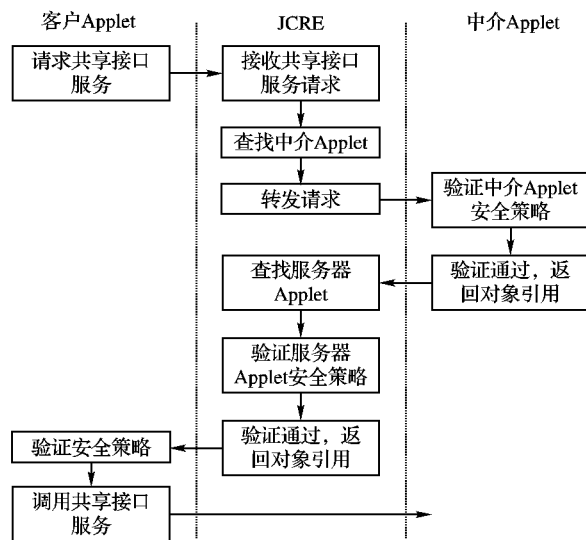 客户Applet
JCRE
中介Applet
请求共享接口
服务
接收共享接口
服务请求
查找中介Applet
转发请求
验证中介Applet
安全策略
验证通过，返
回对象引用
查找服务器
Applet
验证服务器
Applet安全策略
验证通过，返
回对象引用
验证安全策略
调用共享接口
服务